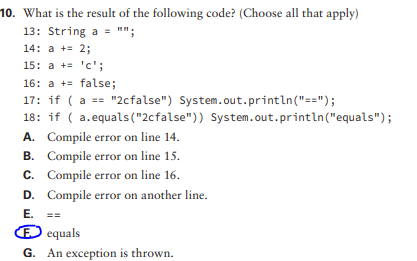 10. What is the result of the following code? (Choose all that apply)
13: String a = "";
14: a += 2;
15: a += 'c';
16: a += false;
17: if ( a == "2cfalse") System.out.println("==");
18: if ( a.equals("2cfalse")) System.out.println("equals");
A. Compile error on line 14.
B. Compile error on line 15.
C. Compile error on line 16.
D. Compile error on another line.
E. ==
F. equals
G. An exception is thrown.